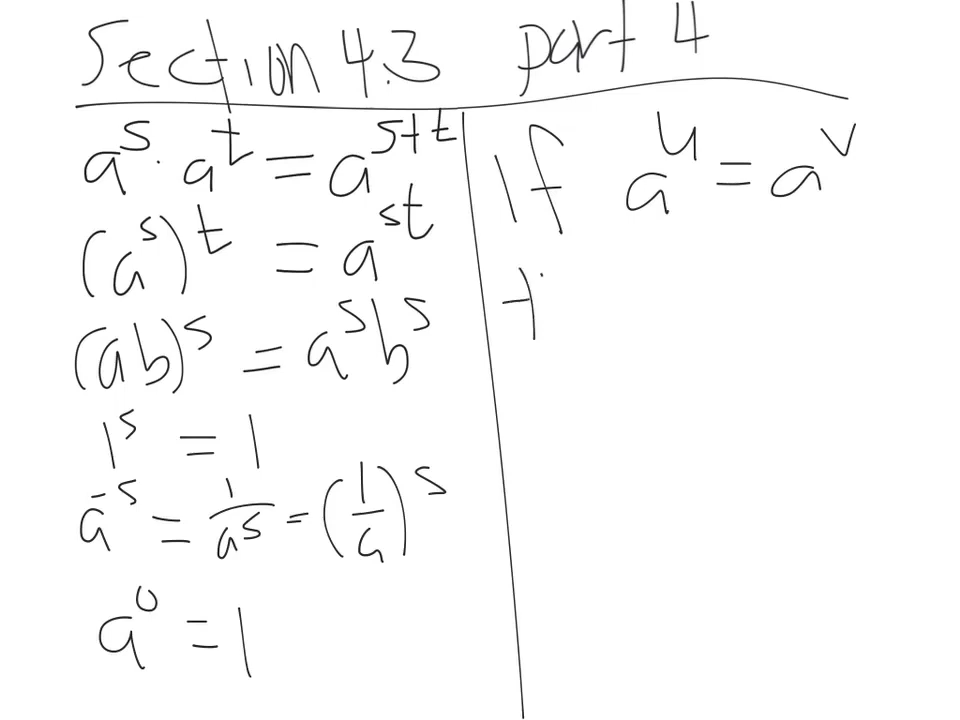 Section 4.3 part 4
a^s · a^t = a^{s+t}
(a^s)^t = a^{st}
(ab)^s = a^s b^s
1^s = 1
a^{-s} = 1/a^s = (1/a)^s
a^0 = 1
If a^u = a^v